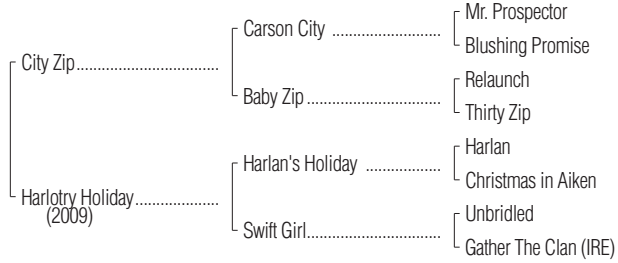 Mr. Prospector
Carson City ......................
Blushing Promise
City Zip..................................
Relaunch
Baby Zip...........................
Thirty Zip
Harlan
Harlan's Holiday ...............
Christmas in Aiken
Harlotry Holiday....................
(2009)
Unbridled
Swift Girl...........................
Gather The Clan (IRE)